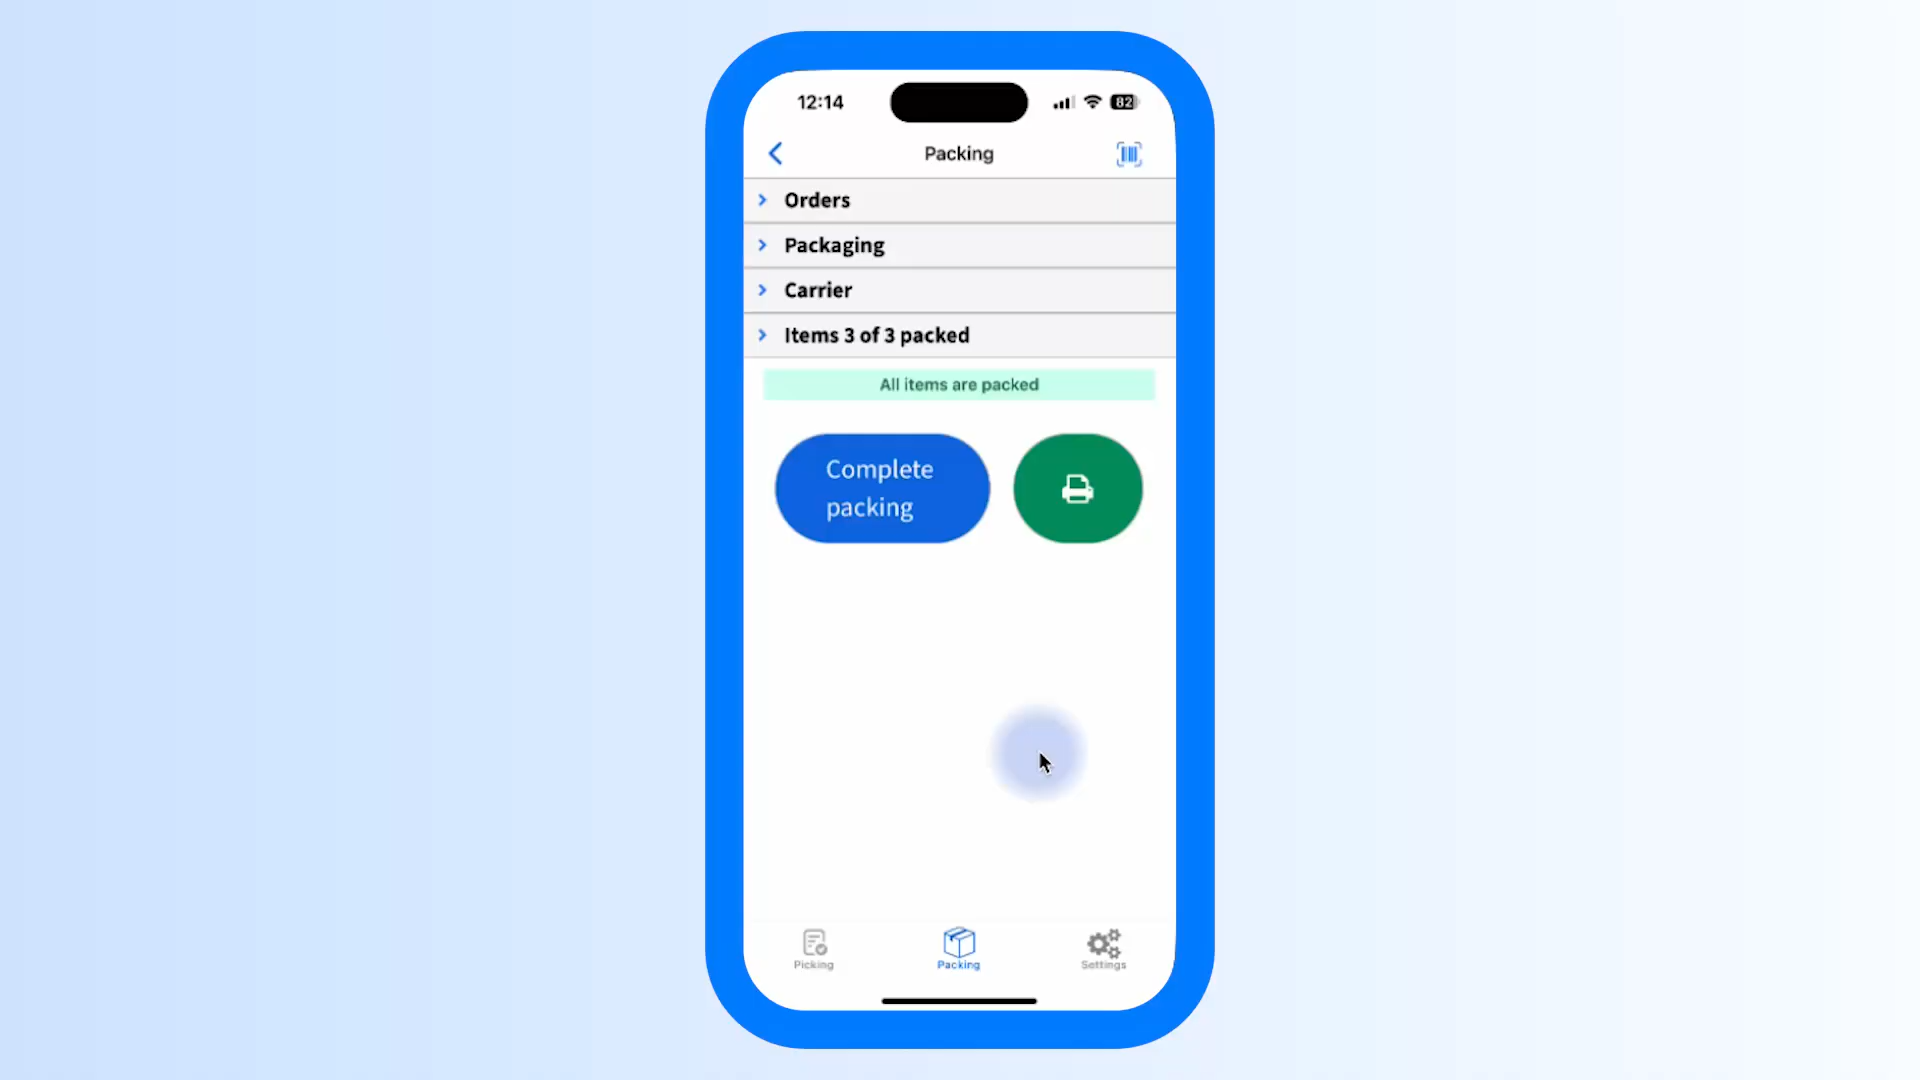 12:14
82
Packing
Orders
Packaging
Carrier
Items 3 of 3 packed
All items are packed
Complete
packing
Picking
Packing
Settings